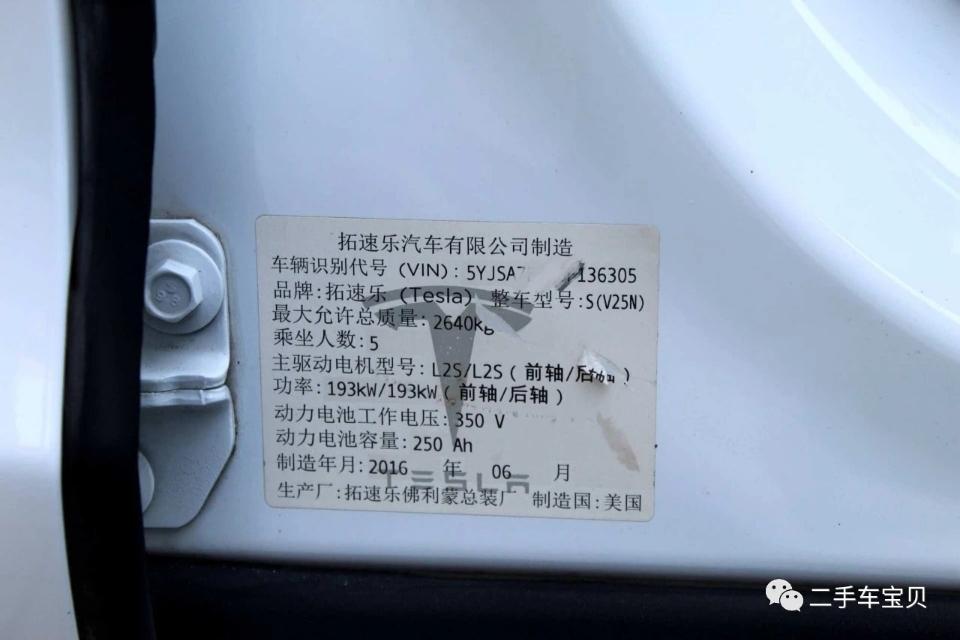 拓速乐汽车有限公司制造
车辆识别代号 (VIN): 5YJSA7 136305
品牌: 拓速乐 (Tesla) 整车型号: S(V25N)
最大允许总质量: 2640kg
乘坐人数: 5
主驱动电机型号: L2S/L2S ( 前轴/后轴 )
功率: 193kW/193kW ( 前轴/后轴 )
动力电池工作电压: 350 V
动力电池容量: 250 Ah
制造年月: 2016 年 06 月
TESLA
生产厂: 拓速乐佛利蒙总装厂 制造国: 美国
二手车宝贝